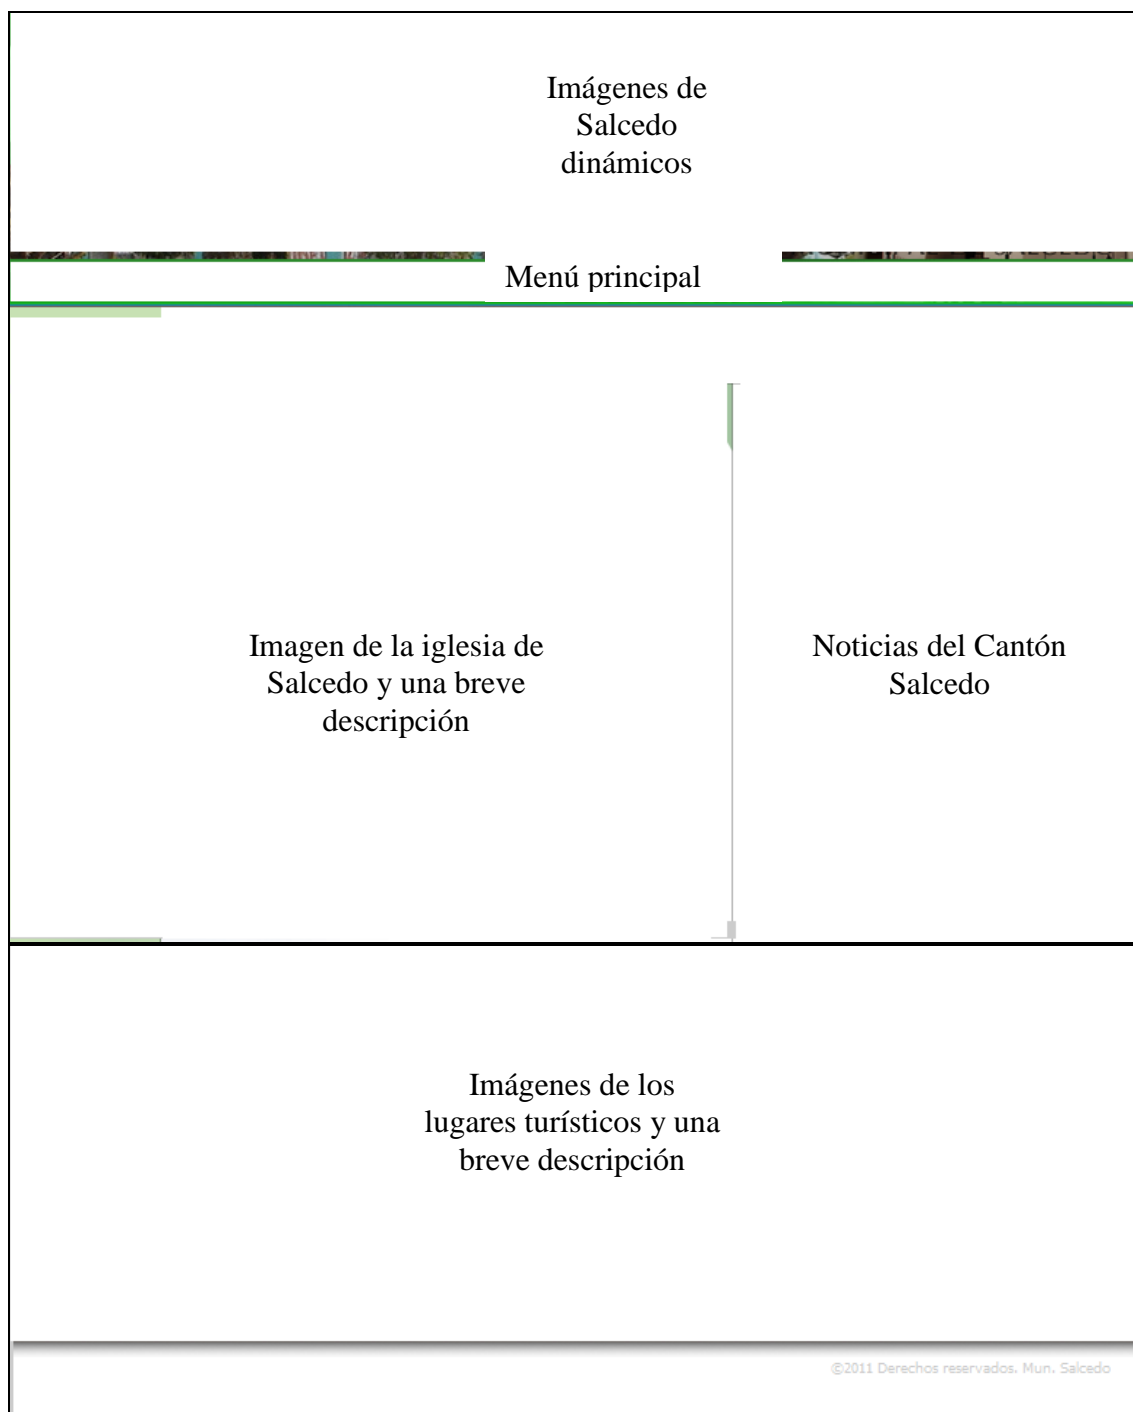 Imágenes de
Salcedo
dinámicos
Menú principal
Imagen de la iglesia de
Salcedo y una breve
descripción
Noticias del Cantón
Salcedo
Imágenes de los
lugares turísticos y una
breve descripción
©2011 Derechos reservados. Mun. Salcedo